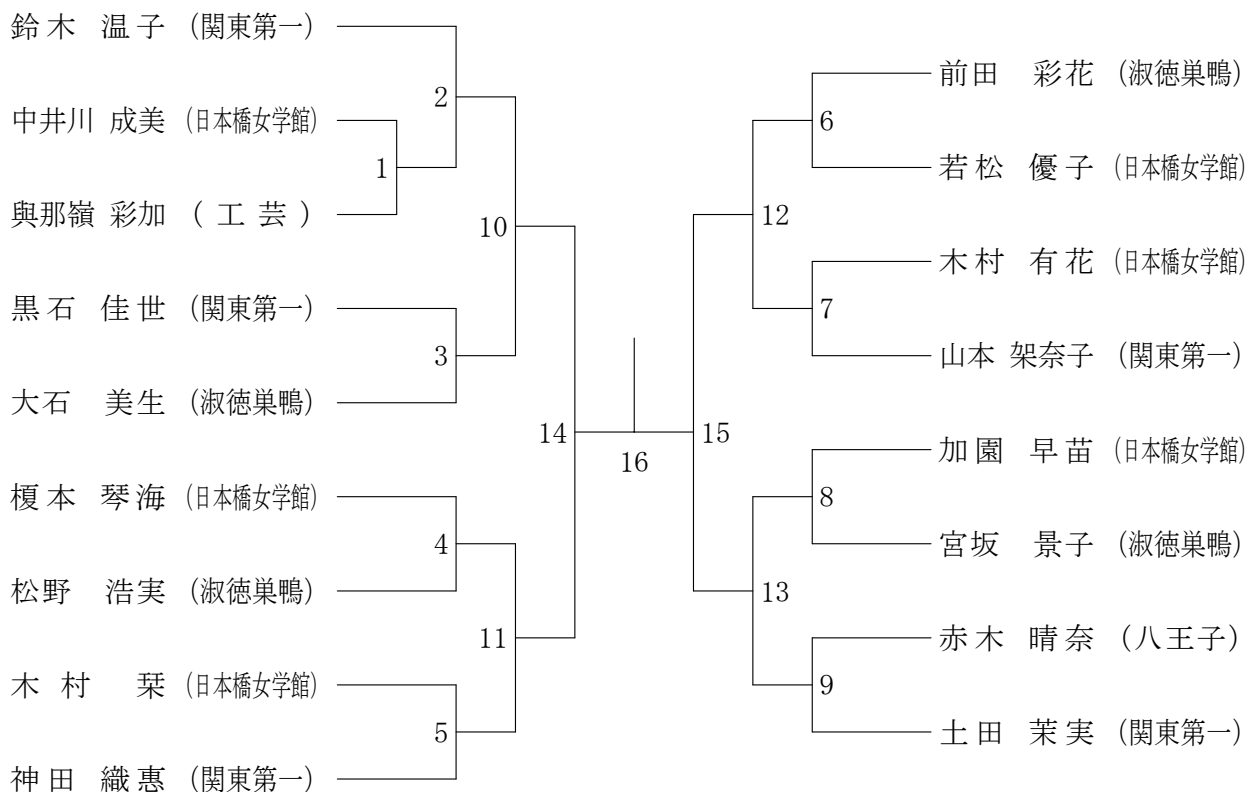 鈴木 温子 (関東第一)
中井川 成美 (日本橋女学館)
與那嶺 彩加 (工芸)
黒石 佳世 (関東第一)
大石 美生 (淑徳巣鴨)
榎本 琴海 (日本橋女学館)
松野 浩実 (淑徳巣鴨)
木村 栞 (日本橋女学館)
神田 織惠 (関東第一)
1
2
3
4
5
10
11
14
16
15
12
13
6
7
8
9
前田 彩花 (淑徳巣鴨)
若松 優子 (日本橋女学館)
木村 有花 (日本橋女学館)
山本 架奈子 (関東第一)
加園 早苗 (日本橋女学館)
宮坂 景子 (淑徳巣鴨)
赤木 晴奈 (八王子)
土田 茉実 (関東第一)